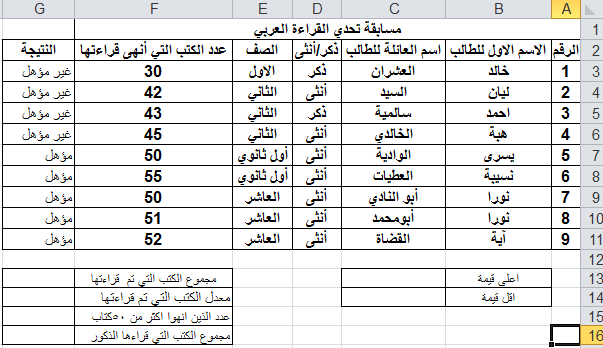 G F E D C B A
1 مسابقة تحدي القراءة العربي
2 الرقم الاسم الاول للطالب اسم العائلة للطالب ذكر/أنثى الصف عدد الكتب التي أنهى قراءتها النتيجة
3 1 خالد العشران ذكر الاول 30 غير مؤهل
4 2 ليان السيد أنثى الثاني 42 غير مؤهل
5 3 احمد سالمية ذكر الثاني 43 غير مؤهل
6 4 هبة الخالدي أنثى الثاني 45 غير مؤهل
7 5 يسرى الوادية أنثى أول ثانوي 50 مؤهل
8 6 نسيبة العطيات أنثى أول ثانوي 55 مؤهل
9 7 نورا أبو النادي أنثى العاشر 50 مؤهل
10 8 نورا أبومحمد أنثى العاشر 51 مؤهل
11 9 آية القضاة أنثى العاشر 52 مؤهل
12
13 اعلى قيمة مجموع الكتب التي تم قراءتها
14 اقل قيمة معدل الكتب التي تم قراءتها
15 عدد الذين انهوا اكثر من ٥٠كتاب
16 مجموع الكتب التي قراءها الذكور